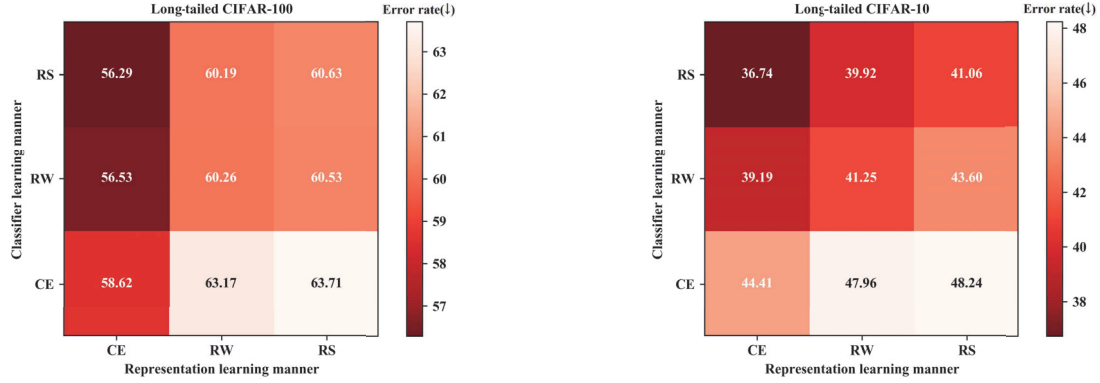 Long-tailed CIFAR-100
Error rate(↓)
RS
56.29
60.19
60.63
RW
56.53
60.26
60.53
CE
58.62
63.17
63.71
CE
RW
RS
Classifier learning manner
Representation learning manner
63
62
61
60
59
58
57
Long-tailed CIFAR-10
Error rate(↓)
RS
36.74
39.92
41.06
RW
39.19
41.25
43.60
CE
44.41
47.96
48.24
CE
RW
RS
Classifier learning manner
Representation learning manner
48
46
44
42
40
38